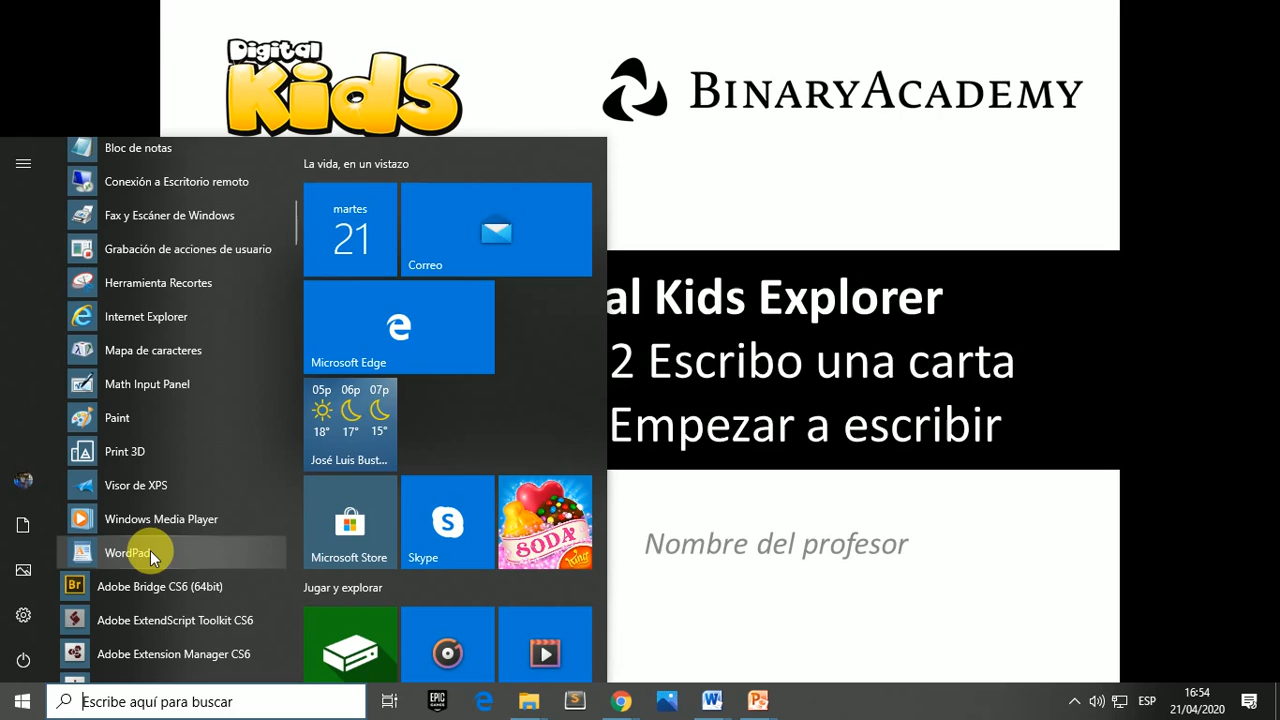 Digital
Kids
BINARYACADEMY
al Kids Explorer
2 Escribo una carta
Empezar a escribir
Nombre del profesor
Bloc de notas
Conexión a Escritorio remoto
Fax y Escáner de Windows
Grabación de acciones de usuario
Herramienta Recortes
Internet Explorer
Mapa de caracteres
Math Input Panel
Paint
Print 3D
Visor de XPS
Windows Media Player
WordPad
Adobe Bridge CS6 (64bit)
Adobe ExtendScript Toolkit CS6
Adobe Extension Manager CS6
La vida, en un vistazo
martes
21
Correo
Microsoft Edge
05p 06p 07p
18° 17° 15°
José Luis Bust...
Microsoft Store
Skype
SODA
King
Jugar y explorar
Br
Escribe aquí para buscar
EPIC
GAMES
ESP
16:54
21/04/2020